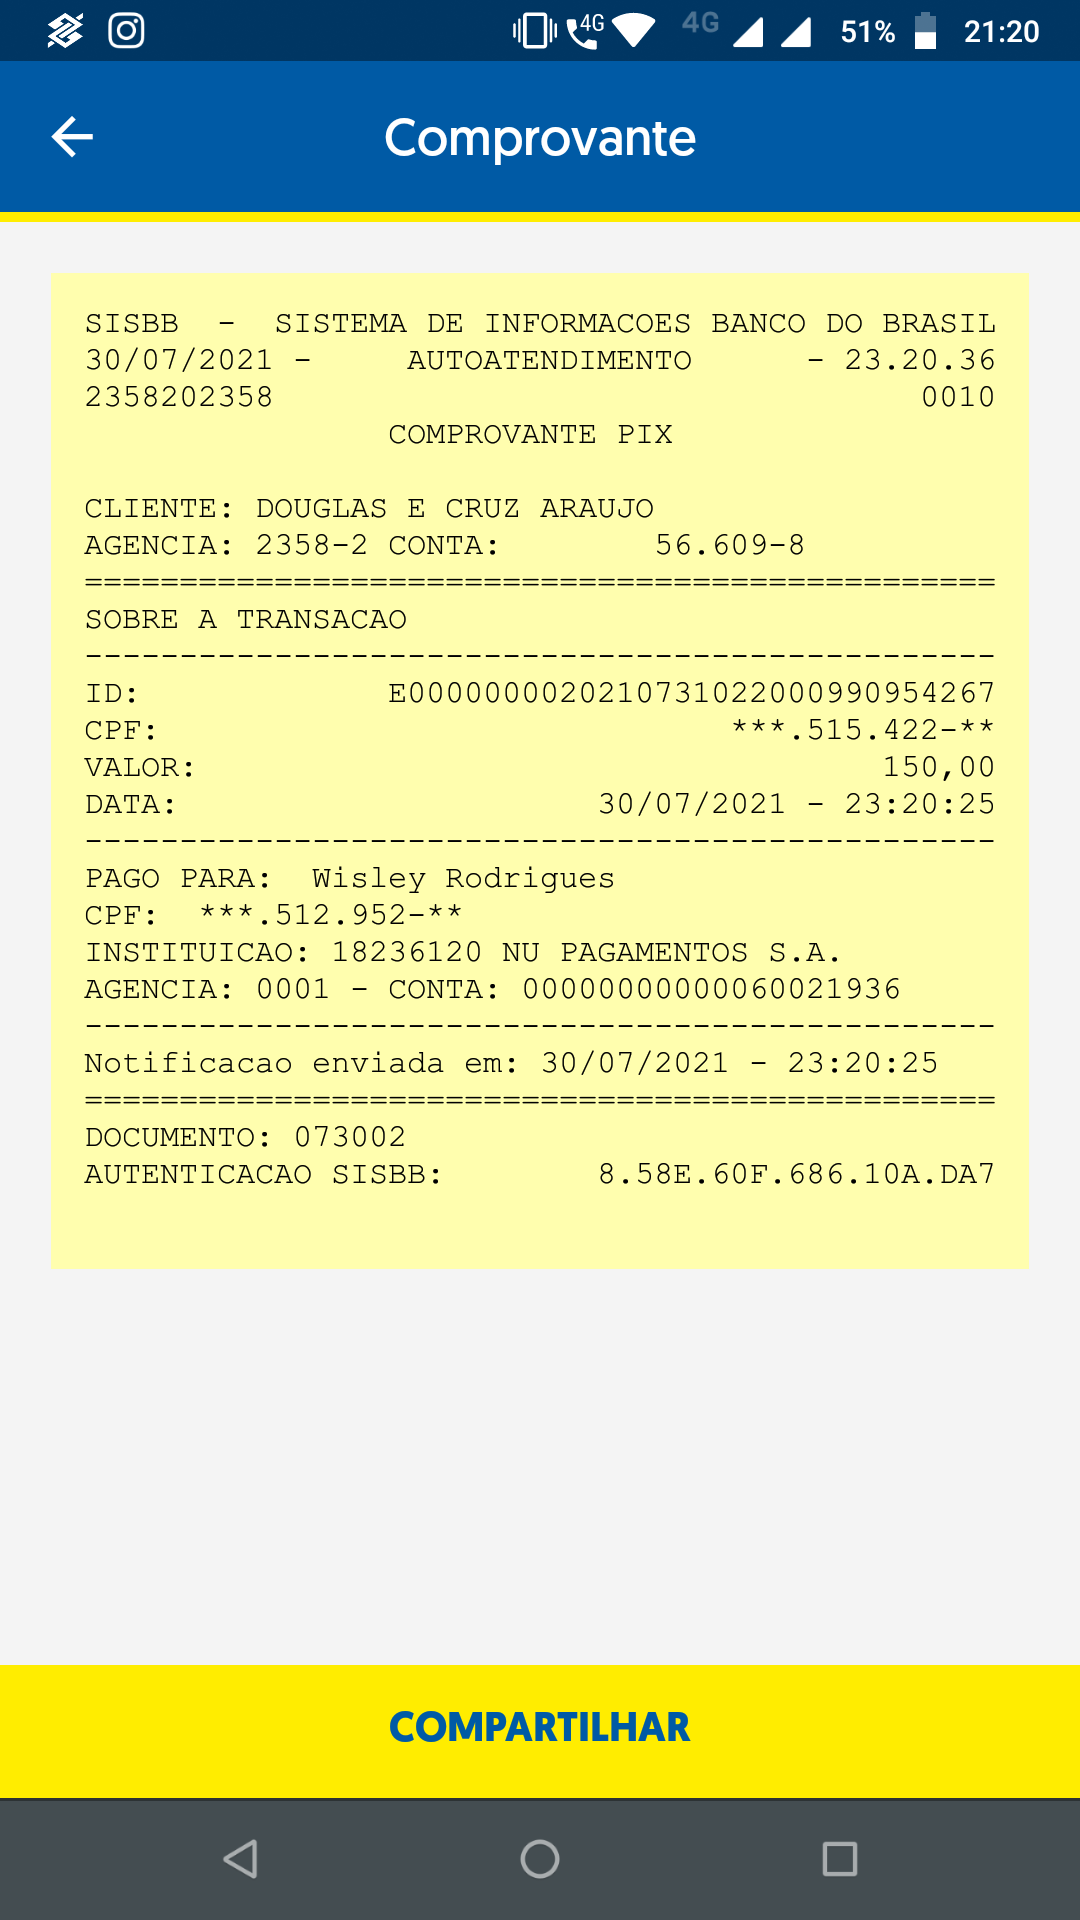 4G 4G 51% 21:20
Comprovante
SISBB - SISTEMA DE INFORMACOES BANCO DO BRASIL
30/07/2021 - AUTOATENDIMENTO - 23.20.36
2358202358 0010
COMPROVANTE PIX
CLIENTE: DOUGLAS E CRUZ ARAUJO
AGENCIA: 2358-2 CONTA: 56.609-8
================================================
SOBRE A TRANSACAO
------------------------------------------------
ID: E00000000202107310220009909542​67
CPF: ***.515.422-**
VALOR: 150,00
DATA: 30/07/2021 - 23:20:25
------------------------------------------------
PAGO PARA: Wisley Rodrigues
CPF: ***.512.952-**
INSTITUICAO: 18236120 NU PAGAMENTOS S.A.
AGENCIA: 0001 - CONTA: 00000000000060021936
------------------------------------------------
Notificacao enviada em: 30/07/2021 - 23:20:25
================================================
DOCUMENTO: 073002
AUTENTICACAO SISBB: 8.58E.60F.686.10A.DA7
COMPARTILHAR